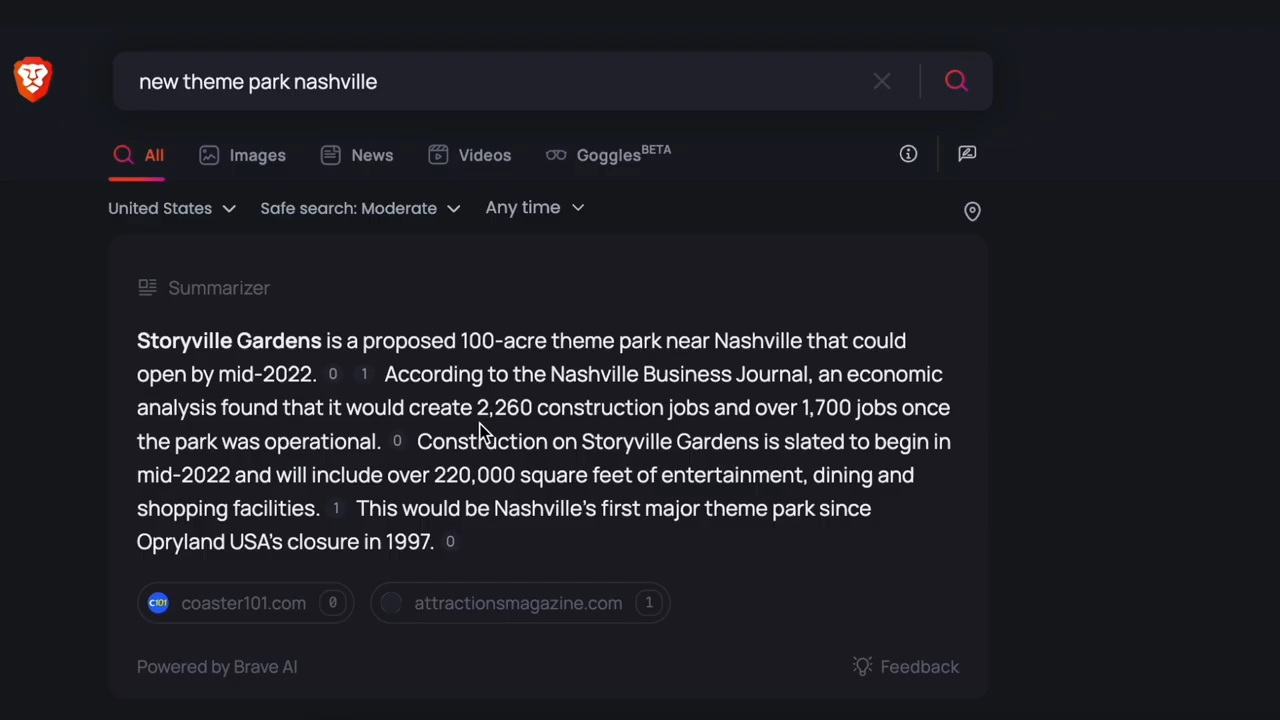 new theme park nashville
All Images News Videos Goggles BETA
United States Safe search: Moderate Any time
Summarizer
Storyville Gardens is a proposed 100-acre theme park near Nashville that could
open by mid-2022. 0 1 According to the Nashville Business Journal, an economic
analysis found that it would create 2,260 construction jobs and over 1,700 jobs once
the park was operational. 0 Construction on Storyville Gardens is slated to begin in
mid-2022 and will include over 220,000 square feet of entertainment, dining and
shopping facilities. 1 This would be Nashville's first major theme park since
Opryland USA's closure in 1997. 0
C101 coaster101.com 0 attractionsmagazine.com 1
Powered by Brave AI Feedback